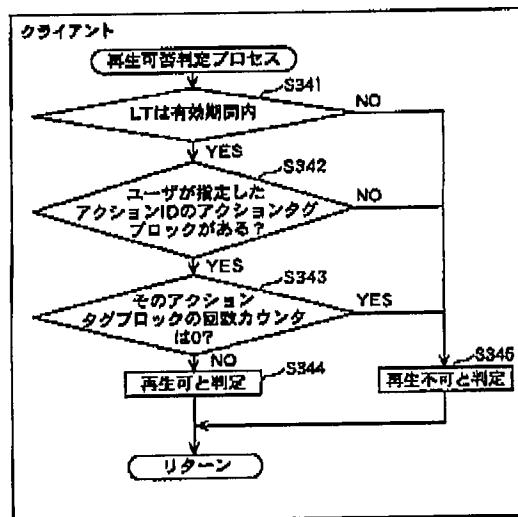 クライアント
再生可否判定プロセス
S341
LTは有効期間内
NO
YES
S342
ユーザが指定した
アクションIDのアクションタグ
ブロックがある?
NO
YES
S343
そのアクション
タグブロックの回数カウンタ
は0?
YES
NO
S344
再生可と判定
S345
再生不可と判定
リターン